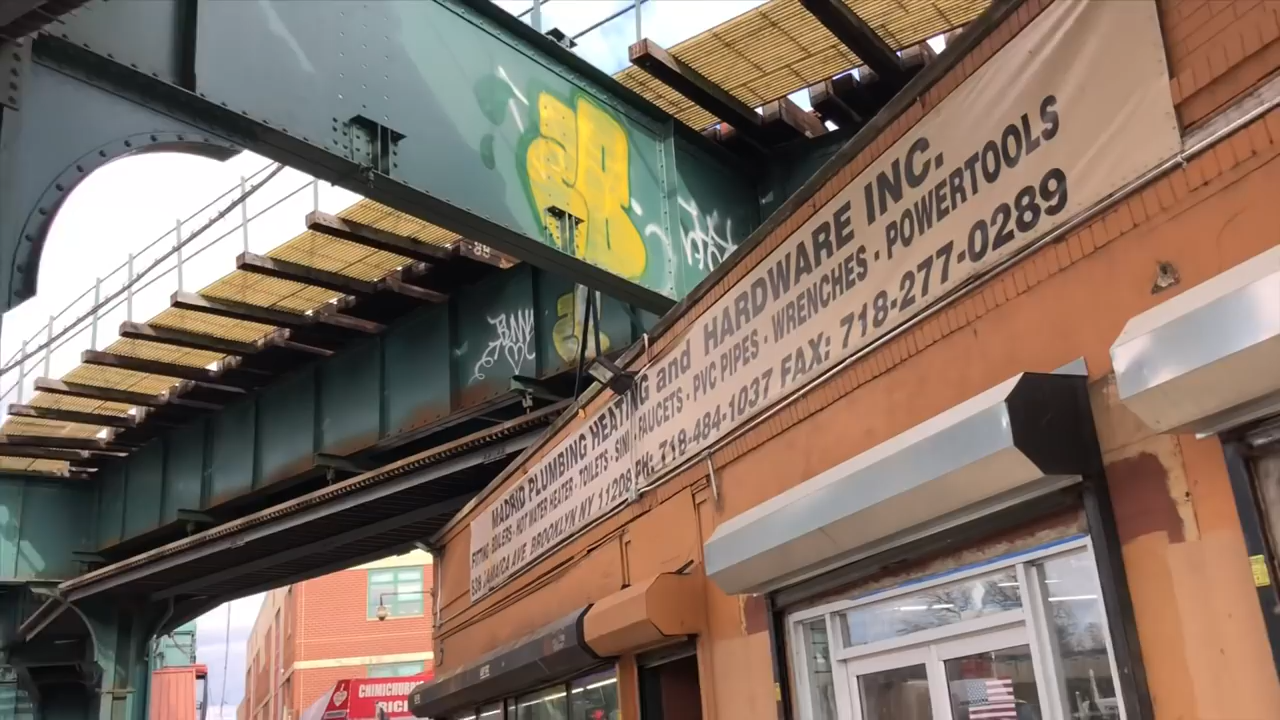 MADRID PLUMBING HEATING and HARDWARE INC.
FITTING · BOILERS · HOT WATER HEATER · TOILETS · SINK · FAUCETS · PVC PIPES · WRENCHES · POWERTOOLS
JAMAICA AVE. BROOKLYN NY 11208 PH: 718-484-1037 FAX: 718-277-0289
CHIMICHURRI